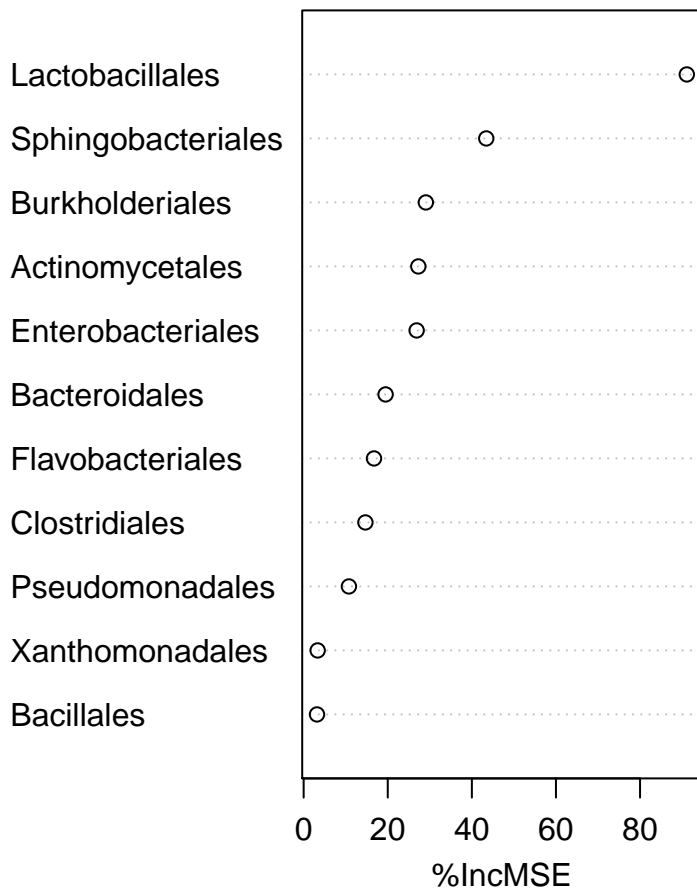 Lactobacillales
Sphingobacteriales
Burkholderiales
Actinomycetales
Enterobacteriales
Bacteroidales
Flavobacteriales
Clostridiales
Pseudomonadales
Xanthomonadales
Bacillales
0 20 40 60 80
%IncMSE